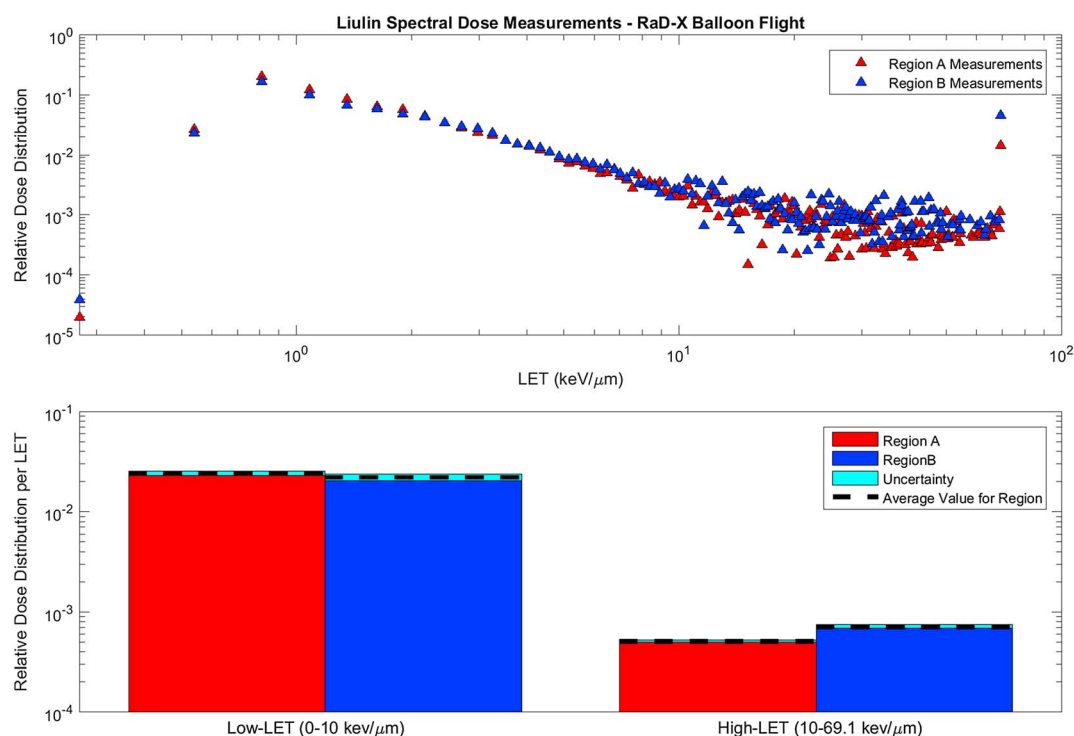 Liulin Spectral Dose Measurements - RaD-X Balloon Flight
Relative Dose Distribution
10^0
10^-1
10^-2
10^-3
10^-4
10^-5
Region A Measurements
Region B Measurements
10^0
10^1
10^2
LET (keV/μm)
Relative Dose Distribution per LET
10^-1
10^-2
10^-3
10^-4
Region A
RegionB
Uncertainty
Average Value for Region
Low-LET (0-10 kev/μm)
High-LET (10-69.1 kev/μm)